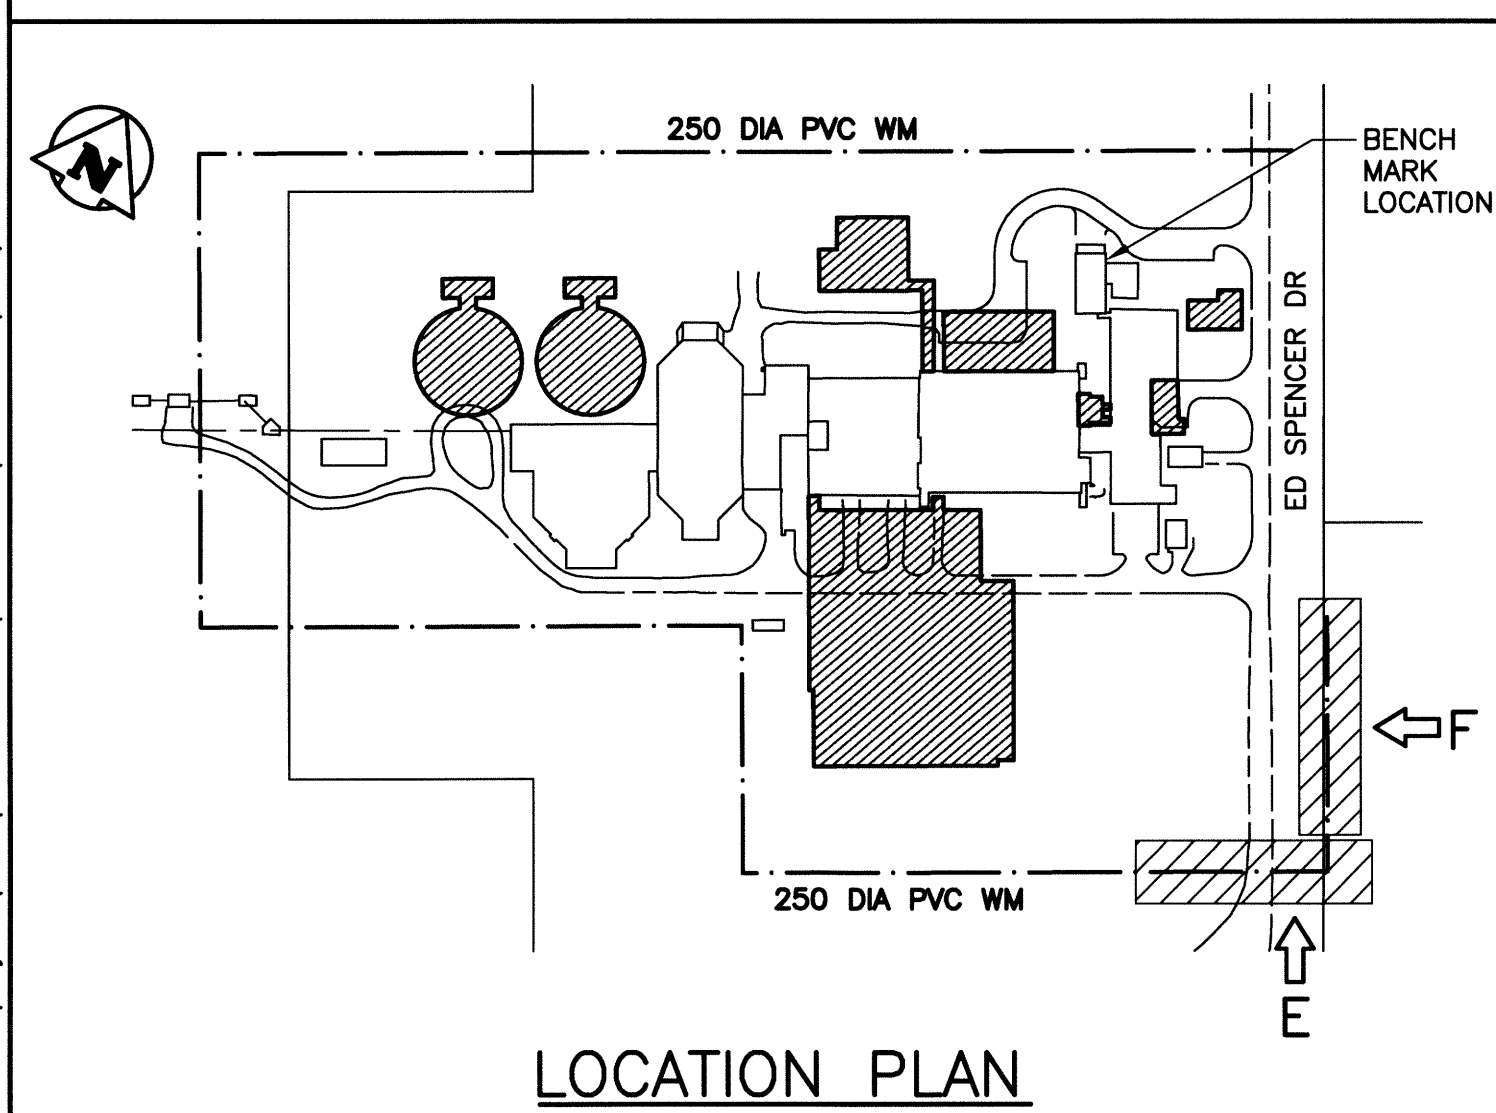 250 DIA PVC WM
BENCH
MARK
LOCATION
N
ED SPENCER DR
F
250 DIA PVC WM
E
LOCATION PLAN